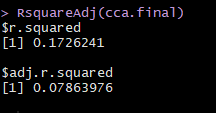 > RsquareAdj(cca.final)
$r.squared
[1] 0.1726241
$adj.r.squared
[1] 0.07863976